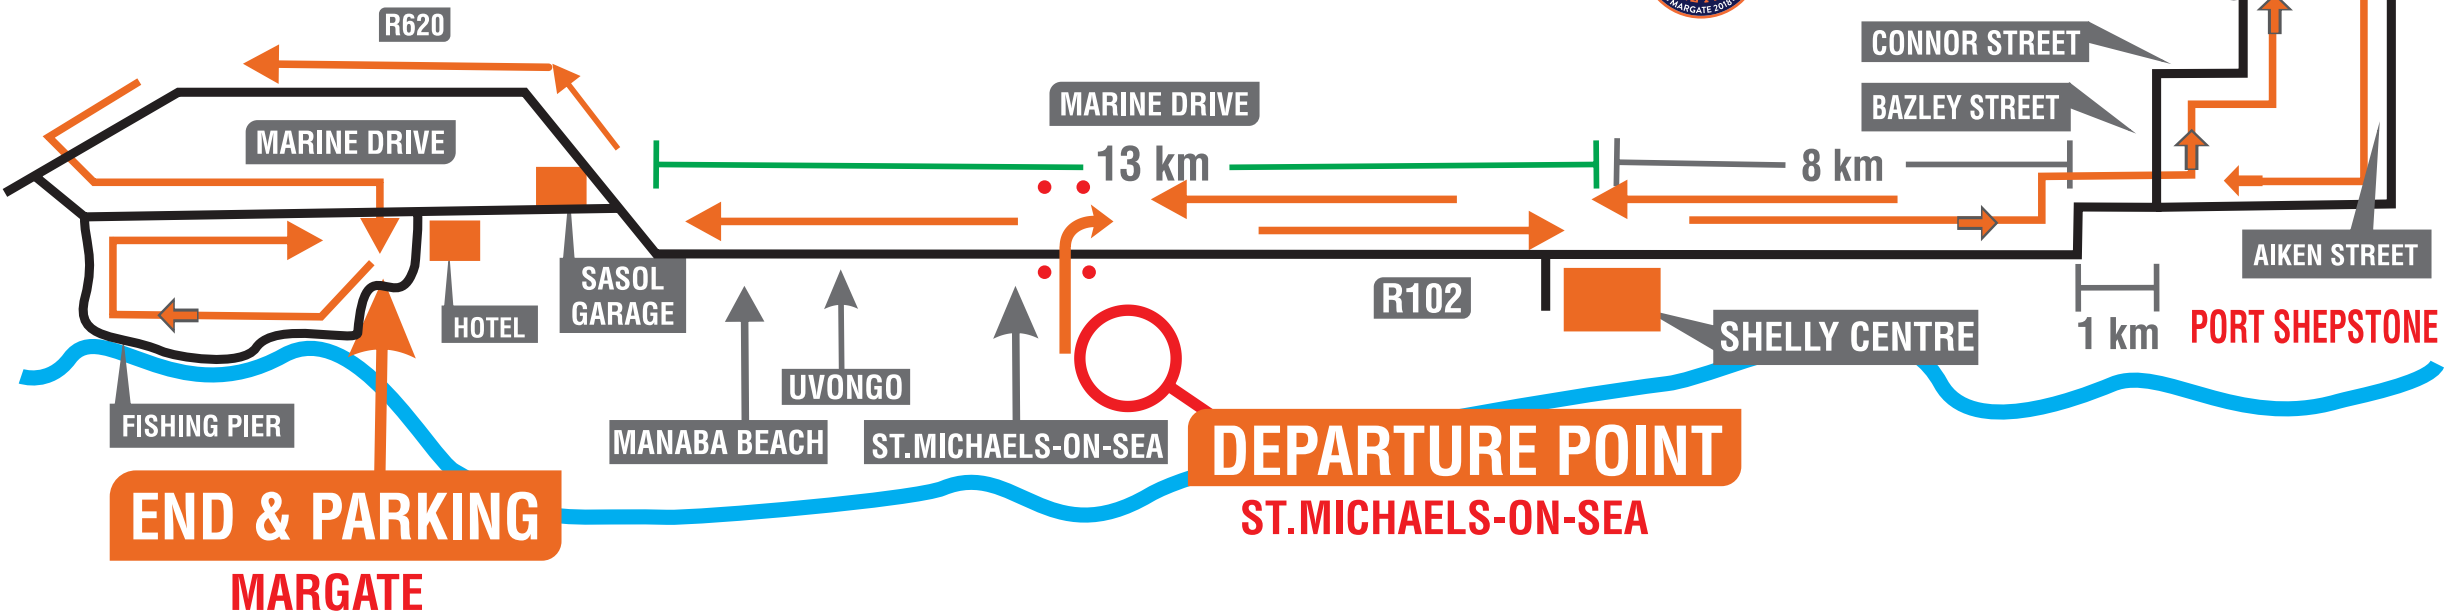 MARGATE 2018
R620
CONNOR STREET
MARINE DRIVE
BAZLEY STREET
MARINE DRIVE
13 km
8 km
AIKEN STREET
SASOL
GARAGE
R102
HOTEL
SHELLY CENTRE
1 km
PORT SHEPSTONE
UVONGO
FISHING PIER
MANABA BEACH
ST.MICHAELS-ON-SEA
DEPARTURE POINT
ST.MICHAELS-ON-SEA
END & PARKING
MARGATE